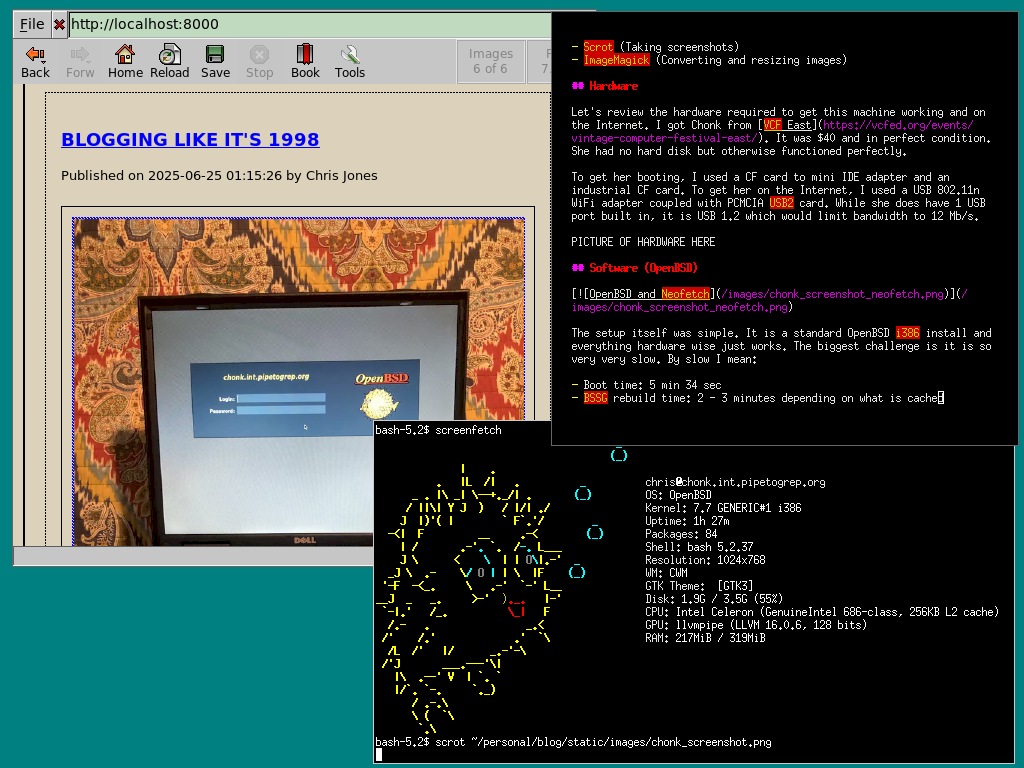 File
http://localhost:8000
Back
Forw
Home
Reload
Save
Stop
Book
Tools
Images
6 of 6
BLOGGING LIKE IT'S 1998
Published on 2025-06-25 01:15:26 by Chris Jones
chonk.int.pipetogrep.org
Login:
Password:
OpenBSD
DELL
- Scrot (Taking screenshots)
- ImageMagick (Converting and resizing images)
## Hardware
Let's review the hardware required to get this machine working and on
the Internet. I got Chonk from [VCF East](https://vcfed.org/events/
vintage-computer-festival-east/). It was $40 and in perfect condition.
She had no hard disk but otherwise functioned perfectly.
To get her booting, I used a CF card to mini IDE adapter and an
industrial CF card. To get her on the Internet, I used a USB 802.11n
WiFi adapter coupled with PCMCIA USB2 card. While she does have 1 USB
port built in, it is USB 1.2 which would limit bandwidth to 12 Mb/s.
PICTURE OF HARDWARE HERE
## Software (OpenBSD)
[![OpenBSD and Neofetch](/images/chonk_screenshot_neofetch.png)](/
images/chonk_screenshot_neofetch.png)
The setup itself was simple. It is a standard OpenBSD i386 install and
everything hardware wise just works. The biggest challenge is it is so
very very slow. By slow I mean:
- Boot time: 5 min 34 sec
- BSSG rebuild time: 2 - 3 minutes depending on what is cached
bash-5.2$ screenfetch
chris@chonk.int.pipetogrep.org
OS: OpenBSD
Kernel: 7.7 GENERIC#1 i386
Uptime: 1h 27m
Packages: 84
Shell: bash 5.2.37
Resolution: 1024x768
WM: CWM
GTK Theme:  [GTK3]
Disk: 1.9G / 3.5G (55%)
CPU: Intel Celeron (GenuineIntel 686-class, 256KB L2 cache)
GPU: llvmpipe (LLVM 16.0.6, 128 bits)
RAM: 217MiB / 319MiB
bash-5.2$ scrot ~/personal/blog/static/images/chonk_screenshot.png